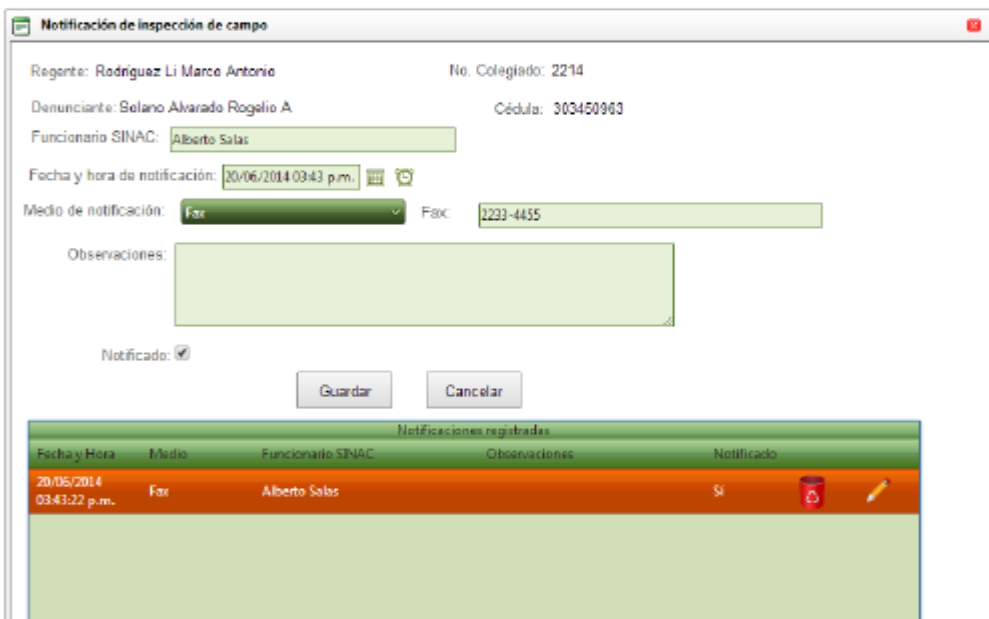 Notificación de inspección de campo
Regente: Rodríguez Li Marco Antonio No. Colegiado: 2214
Denunciante: Solano Alvarado Rogelio A Cédula: 303450963
Funcionario SINAC: Alberto Salas
Fecha y hora de notificación: 20/06/2014 03:43 p.m.
Medio de notificación: Fax Fax: 2233-4455
Observaciones:
Notificado:
Guardar Cancelar
Notificaciones registradas
Fecha y Hora Medio Funcionario SINAC Observaciones Notificado
20/06/2014
03:43:22 p.m. Fax Alberto Salas Sí